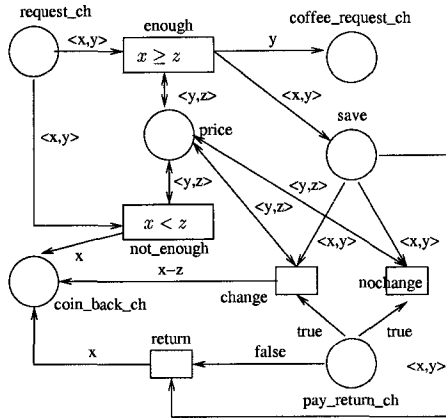 request_ch
enough
coffee_request_ch
<x,y>
x ≥ z
y
<x,y>
<y,z>
save
price
<x,y>
<y,z>
<y,z>
<y,z>
x < z
<x,y>
<x,y>
not_enough
x
x−z
change
nochange
coin_back_ch
return
true
true
x
false
<x,y>
pay_return_ch